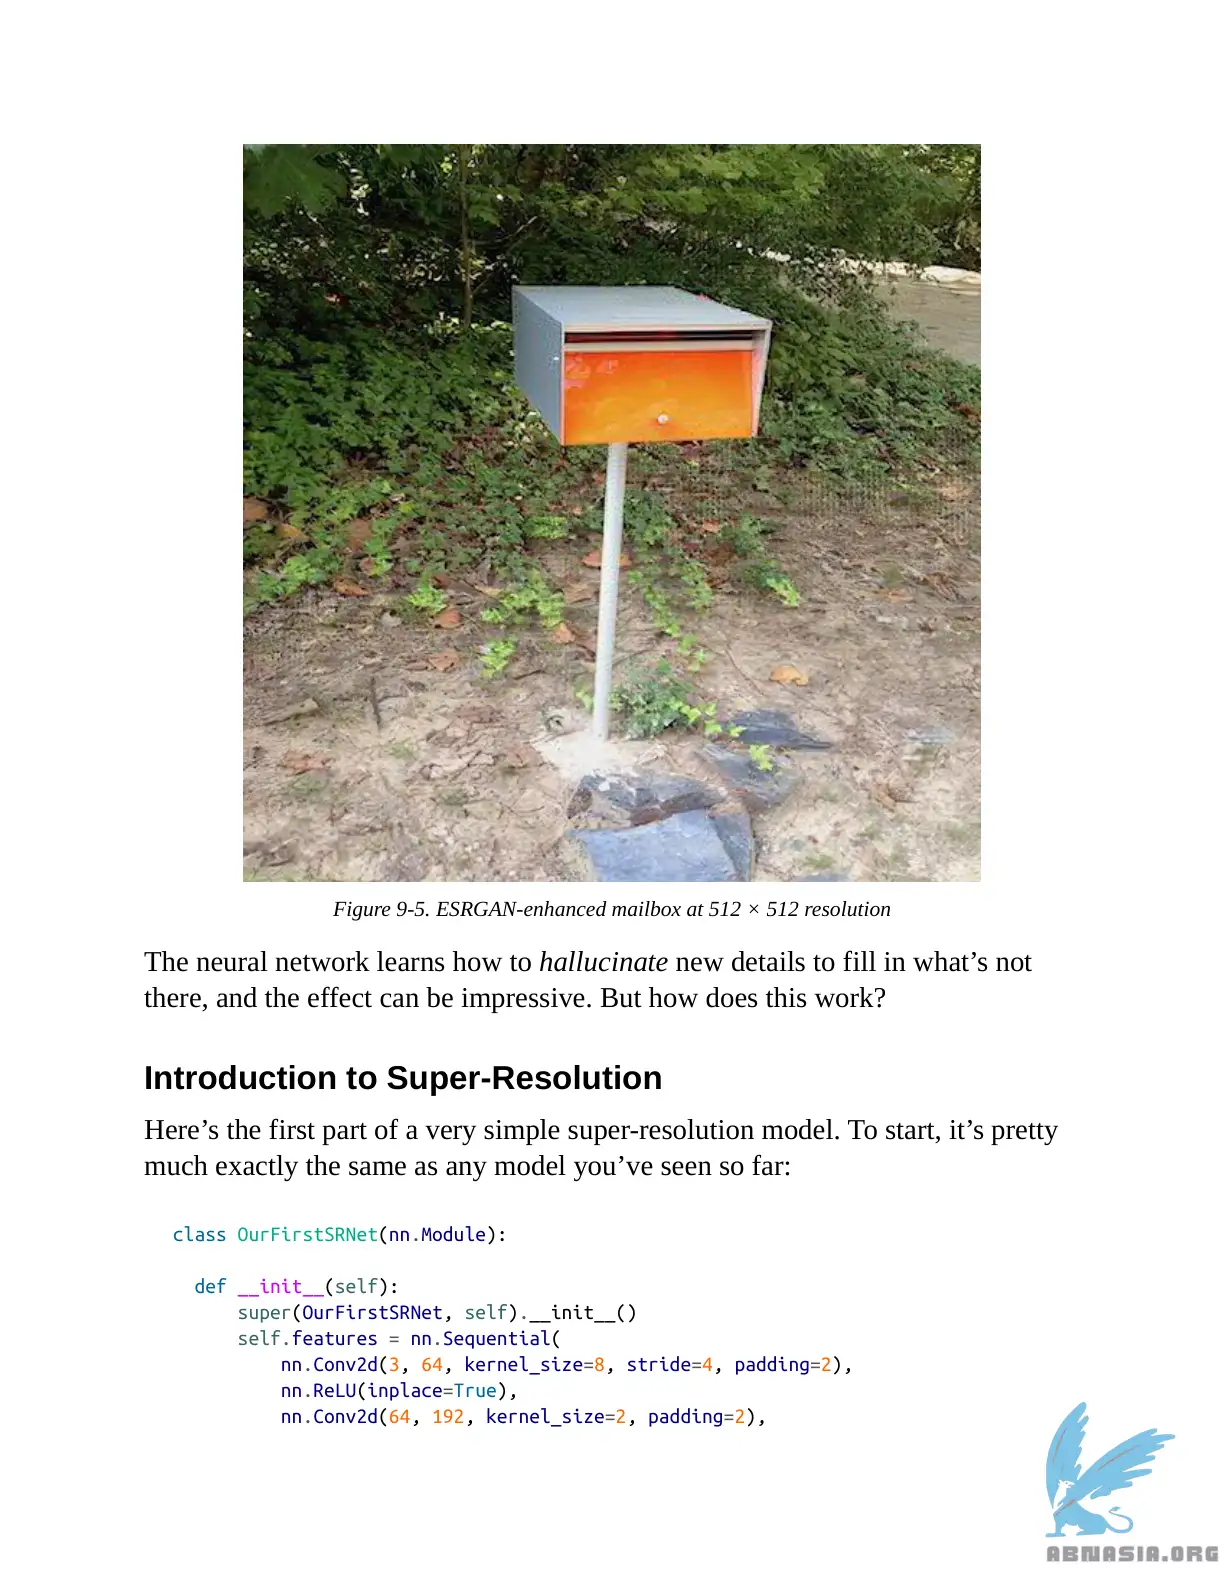 Figure 9-5. ESRGAN-enhanced mailbox at 512 × 512 resolution
The neural network learns how to hallucinate new details to fill in what’s not
there, and the effect can be impressive. But how does this work?
Introduction to Super-Resolution
Here’s the first part of a very simple super-resolution model. To start, it’s pretty
much exactly the same as any model you’ve seen so far:
class OurFirstSRNet(nn.Module):
def __init__(self):
super(OurFirstSRNet, self).__init__()
self.features = nn.Sequential(
nn.Conv2d(3, 64, kernel_size=8, stride=4, padding=2),
nn.ReLU(inplace=True),
nn.Conv2d(64, 192, kernel_size=2, padding=2),
ABNASIA.ORG